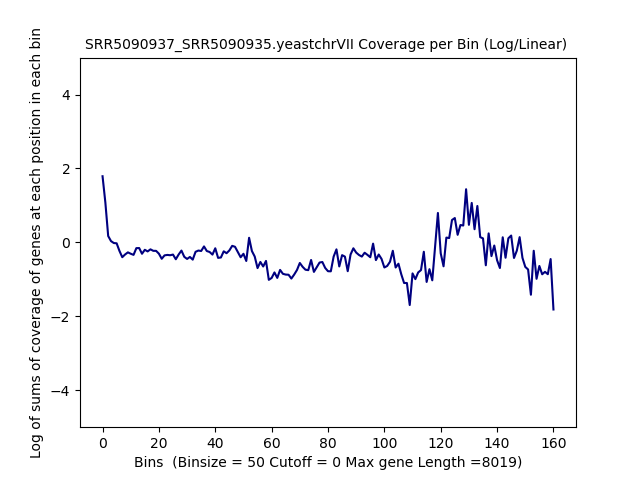 SRR5090937_SRR5090935.yeastchrVII Coverage per Bin (Log/Linear)
Log of sums of coverage of genes at each position in each bin
4
2
0
−2
−4
0 20 40 60 80 100 120 140 160
Bins  (Binsize = 50 Cutoff = 0 Max gene Length =8019)